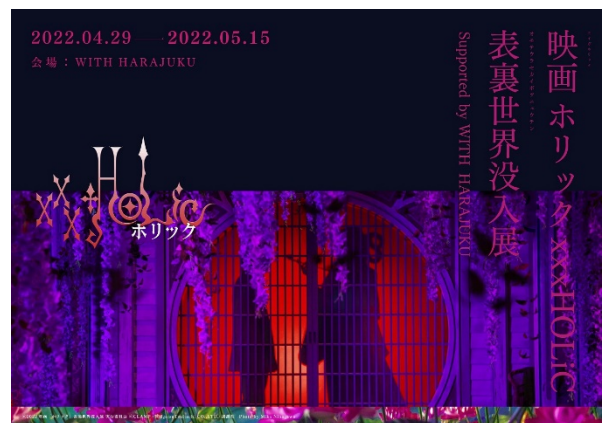 2022.04.29 ── 2022.05.15
会場：WITH HARAJUKU
映画 ホリック xxxHOLiC
表裏世界没入展
Supported by WITH HARAJUKU
xxxHOLiC
ホリック